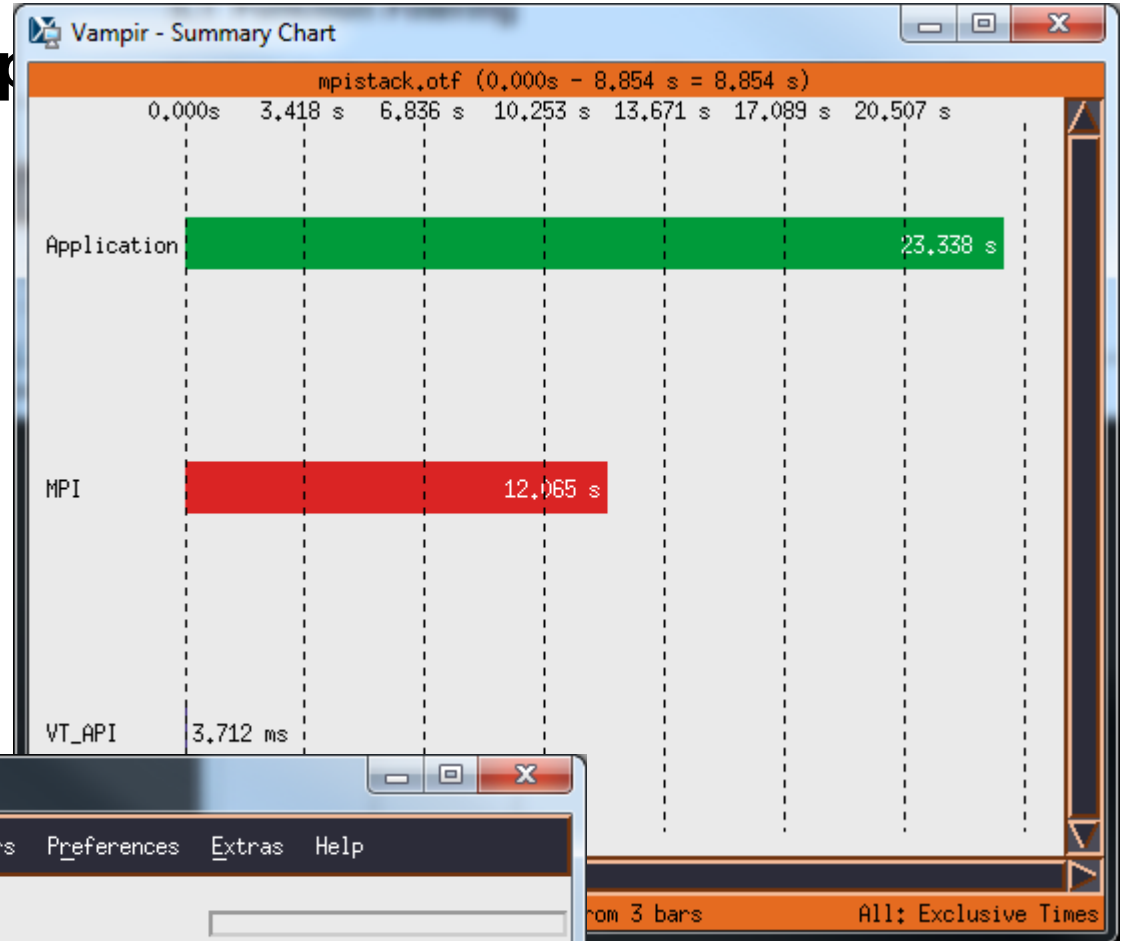 Vampir - Summary Chart
mpistack.otf (0.000s - 8.854 s = 8.854 s)
0.000s 3.418 s 6.836 s 10.253 s 13.671 s 17.089 s 20.507 s
Application 23.338 s
MPI 12.065 s
VT_API 3.712 ms
Preferences Extras Help
3 bars All: Exclusive Times